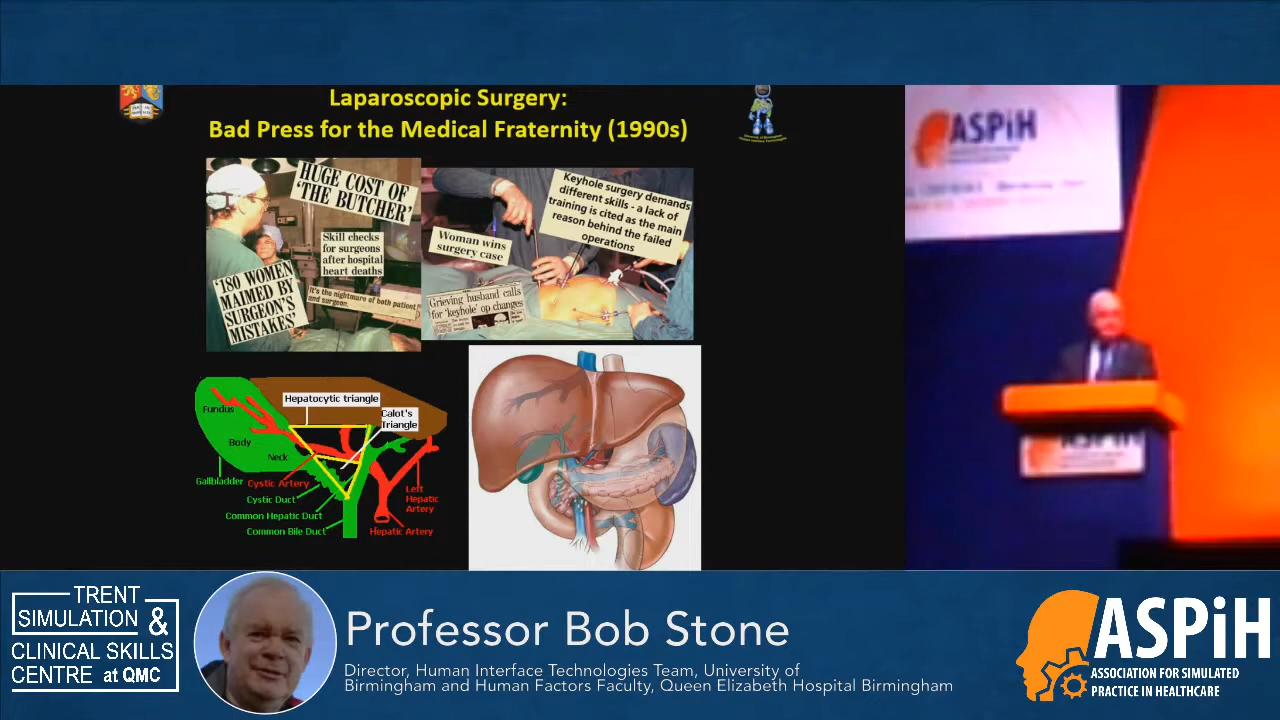 Laparoscopic Surgery:
Bad Press for the Medical Fraternity (1990s)
HUGE COST OF
'THE BUTCHER'
Skill checks
for surgeons
after hospital
heart deaths
'180 WOMEN
MAIMED BY
SURGEON'S
MISTAKES'
It's the nightmare of both patient
and surgeon.
Keyhole surgery demands
different skills - a lack of
training is cited as the main
reason behind the failed
operations
Woman wins
surgery case
Grieving husband calls
for 'keyhole' op changes
Hepatocytic triangle
Calot's
Triangle
Fundus
Body
Neck
Gallbladder
Cystic Artery
Cystic Duct
Common Hepatic Duct
Common Bile Duct
Left
Hepatic
Artery
Hepatic Artery
ASPiH
ASPiH
TRENT
SIMULATION &
CLINICAL SKILLS
CENTRE at QMC
Professor Bob Stone
Director, Human Interface Technologies Team, University of
Birmingham and Human Factors Faculty, Queen Elizabeth Hospital Birmingham
ASPiH
ASSOCIATION FOR SIMULATED
PRACTICE IN HEALTHCARE